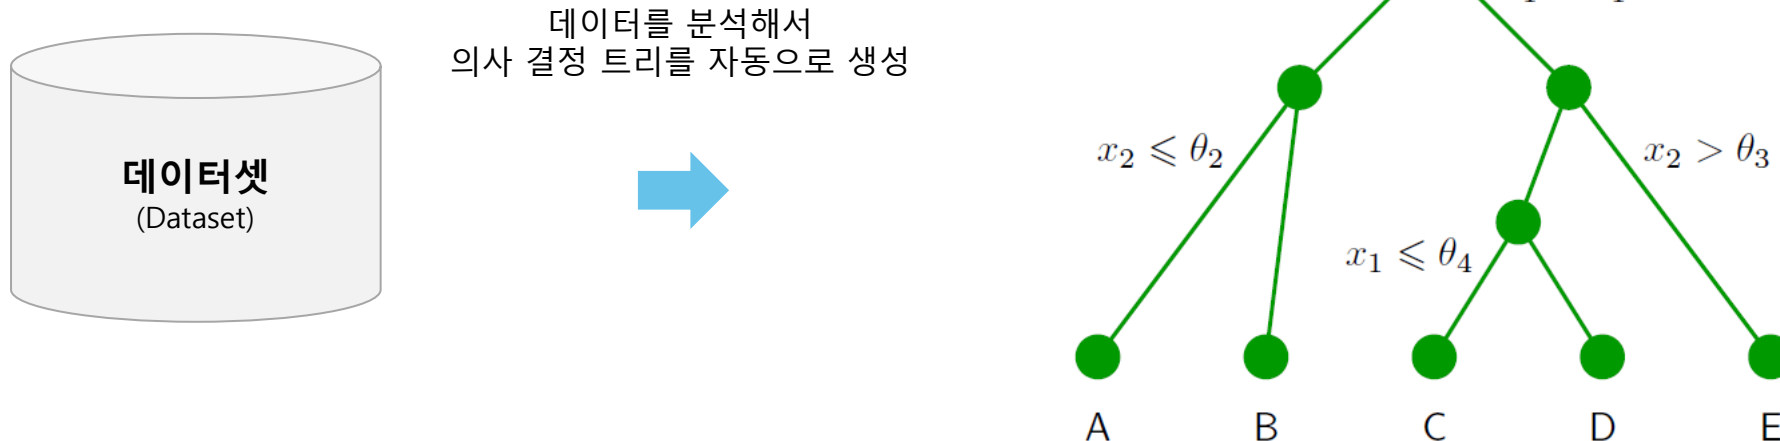 데이터를 분석해서
의사 결정 트리를 자동으로 생성
데이터셋
(Dataset)
x₂ ⩽ θ₂
x₂ > θ₃
x₁ ⩽ θ₄
A B C D E